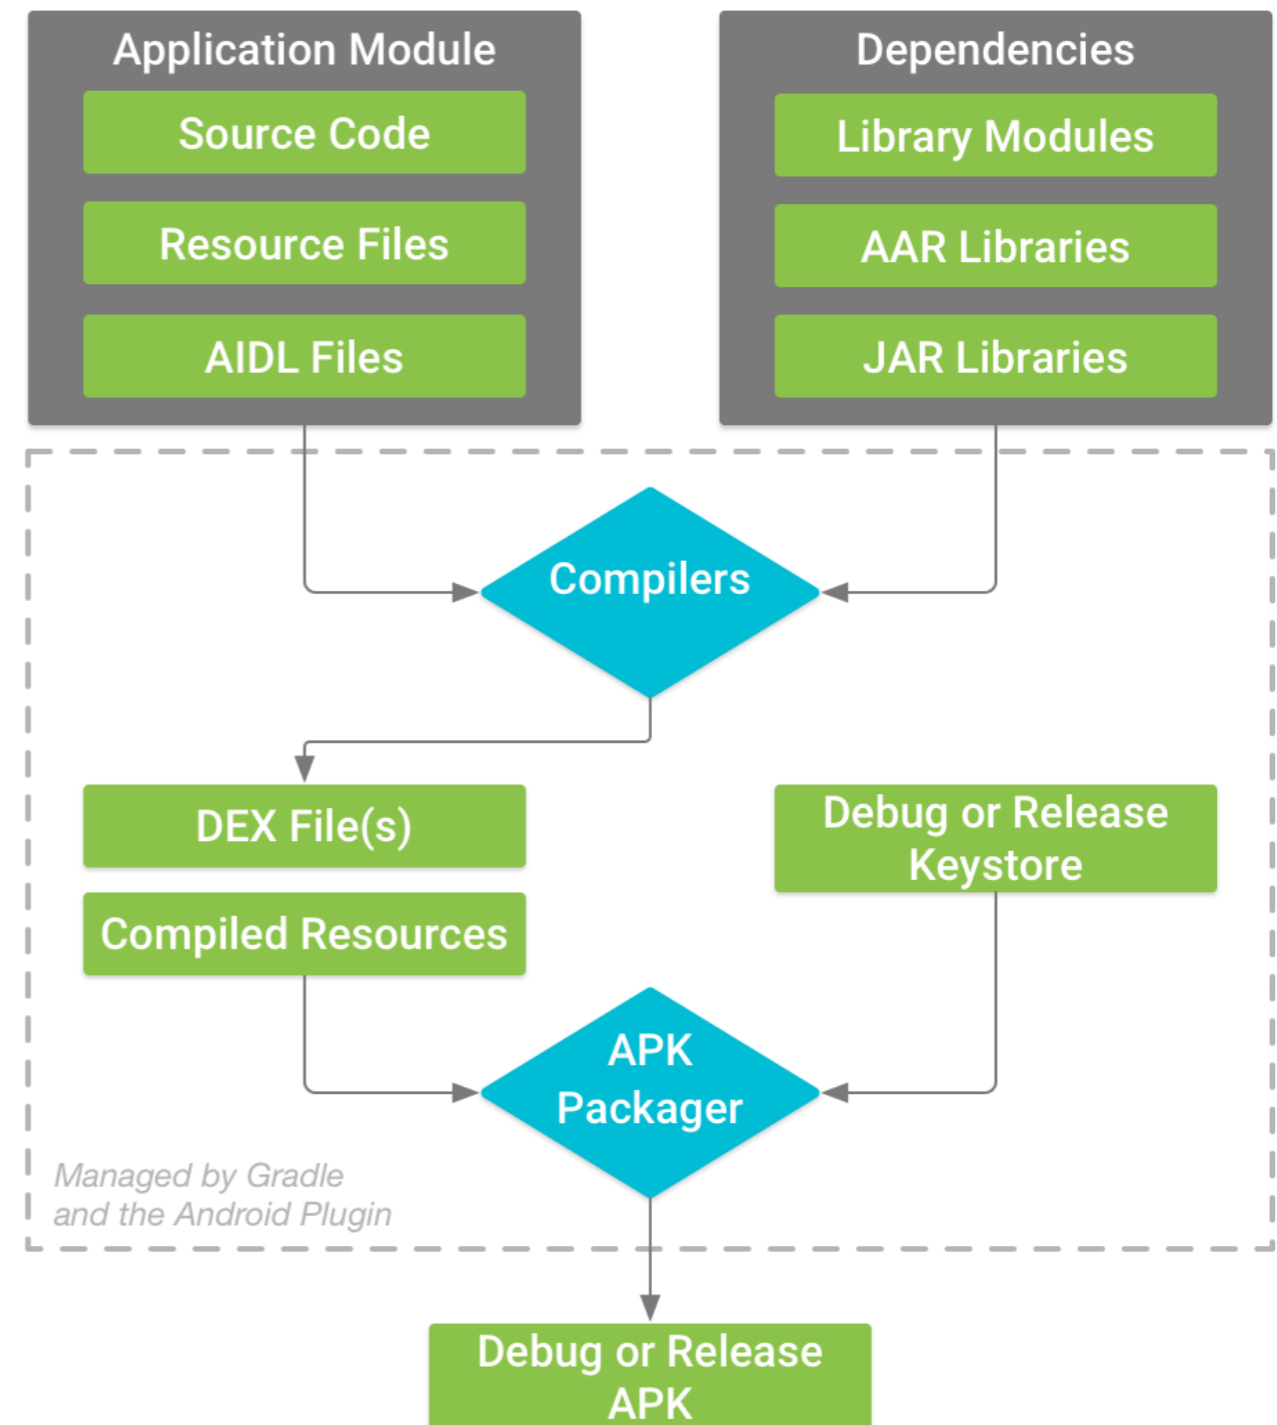 Application Module
Source Code
Resource Files
AIDL Files
Dependencies
Library Modules
AAR Libraries
JAR Libraries
Compilers
DEX File(s)
Compiled Resources
Debug or Release
Keystore
APK
Packager
Managed by Gradle
and the Android Plugin
Debug or Release
APK